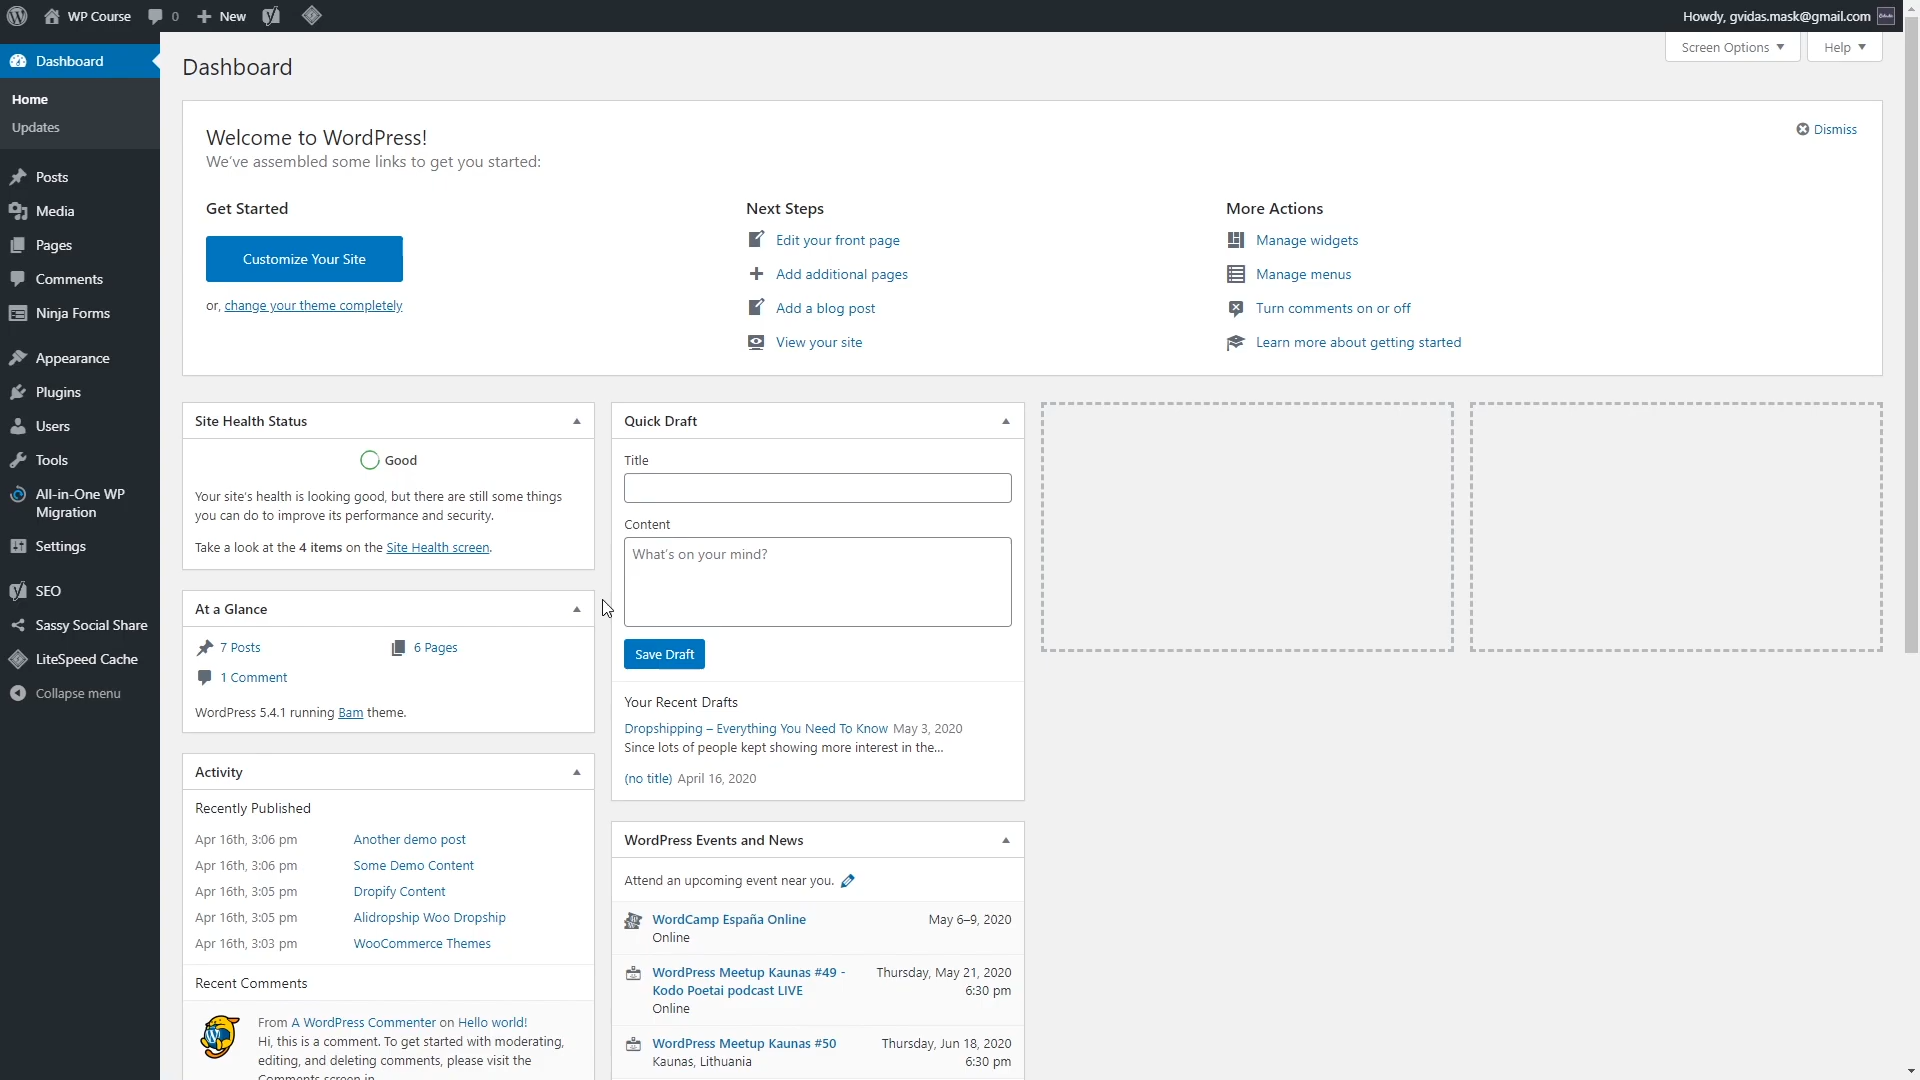 WP Course
0
New
Howdy, gvidas.mask@gmail.com
Dashboard
Home
Updates
Posts
Media
Pages
Comments
Ninja Forms
Appearance
Plugins
Users
Tools
All-in-One WP
Migration
Settings
SEO
Sassy Social Share
LiteSpeed Cache
Collapse menu
Screen Options
Help
Dashboard
Welcome to WordPress!
We've assembled some links to get you started:
Dismiss
Get Started
Customize Your Site
or, change your theme completely
Next Steps
Edit your front page
Add additional pages
Add a blog post
View your site
More Actions
Manage widgets
Manage menus
Turn comments on or off
Learn more about getting started
Site Health Status
Good
Your site's health is looking good, but there are still some things
you can do to improve its performance and security.
Take a look at the 4 items on the Site Health screen.
At a Glance
7 Posts
6 Pages
1 Comment
WordPress 5.4.1 running Bam theme.
Activity
Recently Published
Apr 16th, 3:06 pm Another demo post
Apr 16th, 3:06 pm Some Demo Content
Apr 16th, 3:05 pm Dropify Content
Apr 16th, 3:05 pm Alidropship Woo Dropship
Apr 16th, 3:03 pm WooCommerce Themes
Recent Comments
From A WordPress Commenter on Hello world!
Hi, this is a comment. To get started with moderating,
editing, and deleting comments, please visit the
Comments screen in
Quick Draft
Title
Content
What's on your mind?
Save Draft
Your Recent Drafts
Dropshipping – Everything You Need To Know May 3, 2020
Since lots of people kept showing more interest in the…
(no title) April 16, 2020
WordPress Events and News
Attend an upcoming event near you.
WordCamp España Online
Online
May 6–9, 2020
WordPress Meetup Kaunas #49 -
Kodo Poetai podcast LIVE
Online
Thursday, May 21, 2020
6:30 pm
WordPress Meetup Kaunas #50
Kaunas, Lithuania
Thursday, Jun 18, 2020
6:30 pm